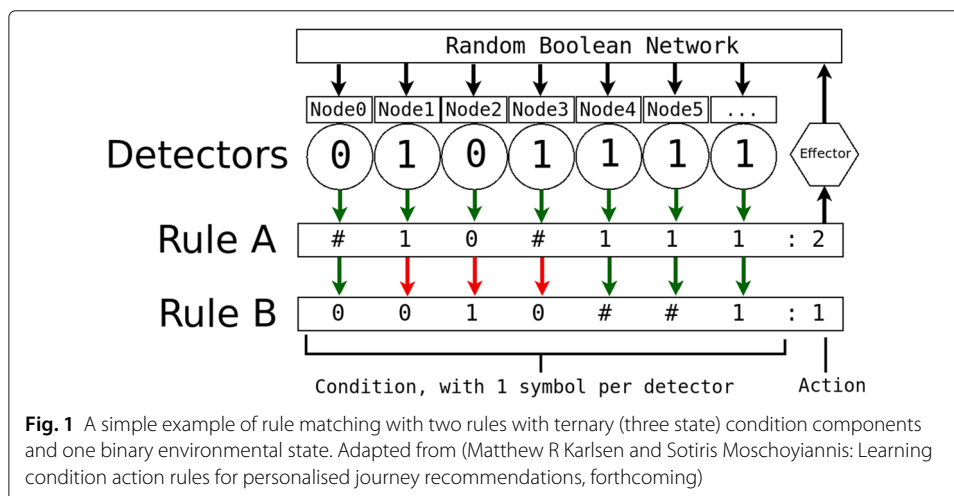 Random Boolean Network
Node0 Node1 Node2 Node3 Node4 Node5 ...
Detectors 0 1 0 1 1 1 1 Effector
Rule A # 1 0 # 1 1 1 : 2
Rule B 0 0 1 0 # # 1 : 1
Condition, with 1 symbol per detector Action
Fig. 1 A simple example of rule matching with two rules with ternary (three state) condition components
and one binary environmental state. Adapted from (Matthew R Karlsen and Sotiris Moschoyiannis: Learning
condition action rules for personalised journey recommendations, forthcoming)